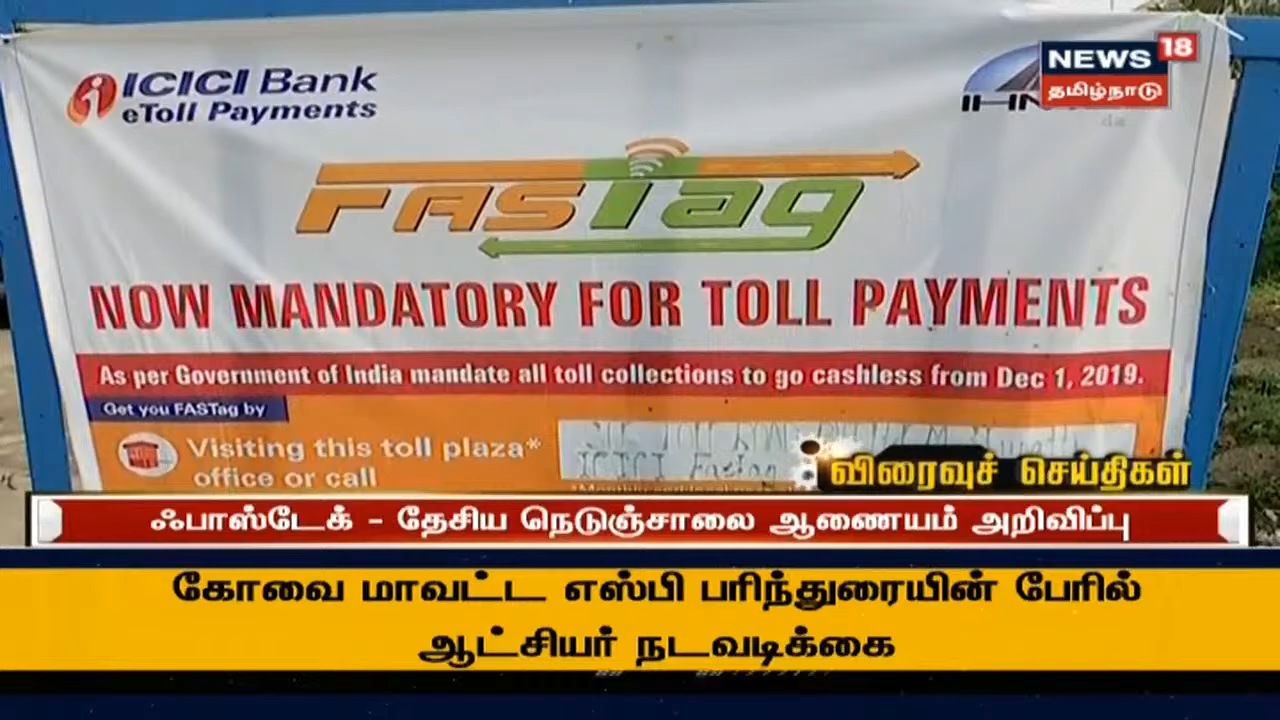 ICICI Bank
eToll Payments
NEWS 18
தமிழ்நாடு
FASTag
NOW MANDATORY FOR TOLL PAYMENTS
As per Government of India mandate all toll collections to go cashless from Dec 1, 2019.
Get you FASTag by
Visiting this toll plaza*
office or call
ICICI Fastag
விரைவுச் செய்திகள்
ஃபாஸ்டேக் - தேசிய நெடுஞ்சாலை ஆணையம் அறிவிப்பு
கோவை மாவட்ட எஸ்பி பரிந்துரையின் பேரில்
ஆட்சியர் நடவடிக்கை